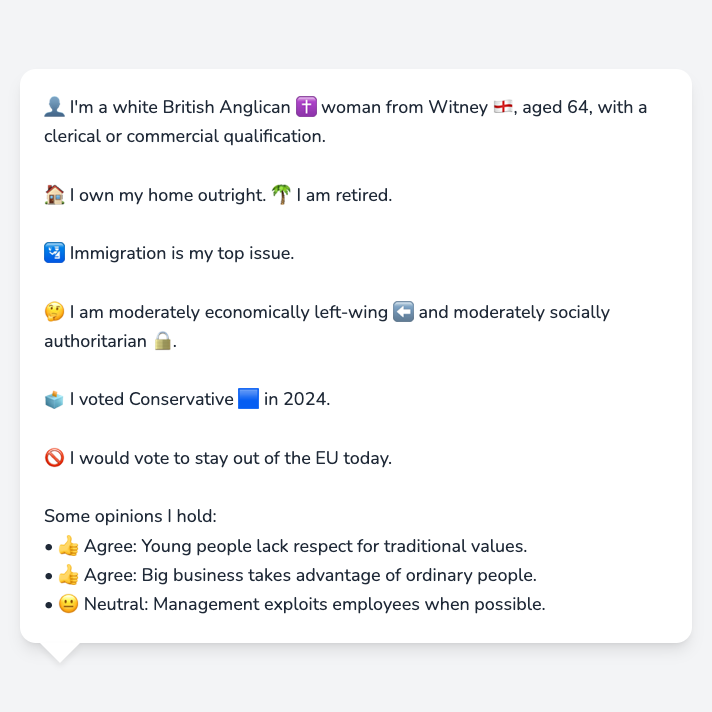 👤 I'm a white British Anglican ✝️ woman from Witney 🏴󠁧󠁢󠁥󠁮󠁧󠁿, aged 64, with a
clerical or commercial qualification.
🏠 I own my home outright. 🌴 I am retired.
🛂 Immigration is my top issue.
🤔 I am moderately economically left-wing ⬅️ and moderately socially
authoritarian 🔒.
🗳️ I voted Conservative 🟦 in 2024.
🚫 I would vote to stay out of the EU today.
Some opinions I hold:
• 👍 Agree: Young people lack respect for traditional values.
• 👍 Agree: Big business takes advantage of ordinary people.
• 😐 Neutral: Management exploits employees when possible.